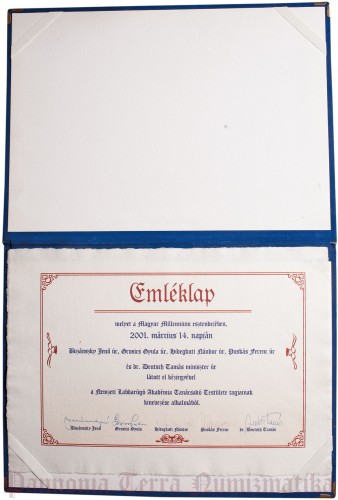 Emléklap
melyet a Magyar Millennium esztendejében,
2001. március 14. napján
Buzánszky Jenő úr, Grosics Gyula úr, Hidegkuti Nándor úr, Puskás Ferenc úr
és dr. Deutsch Tamás miniszter úr
látott el kézjegyével
a Nemzeti Labdarúgó Akadémia Tanácsadó Testülete tagjainak
kinevezése alkalmából.
Buzánszky Jenő Grosics Gyula Hidegkuti Nándor Puskás Ferenc dr. Deutsch Tamás
Pannonia Terra Numizmatika